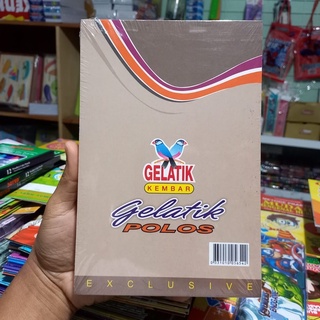 GELATIK
KEMBAR
Gelatik
POLOS
EXCLUSIVE